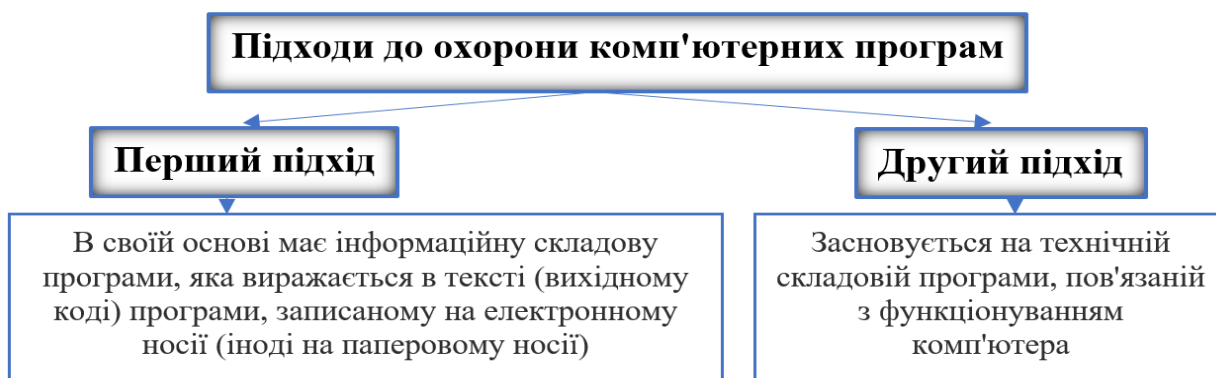 Підходи до охорони комп'ютерних програм
Перший підхід
Другий підхід
В своїй основі має інформаційну складову
програми, яка виражається в тексті (вихідному
коді) програми, записаному на електронному
носії (іноді на паперовому носії)
Засновується на технічній
складовій програми, пов'язаній
з функціонуванням
комп'ютера